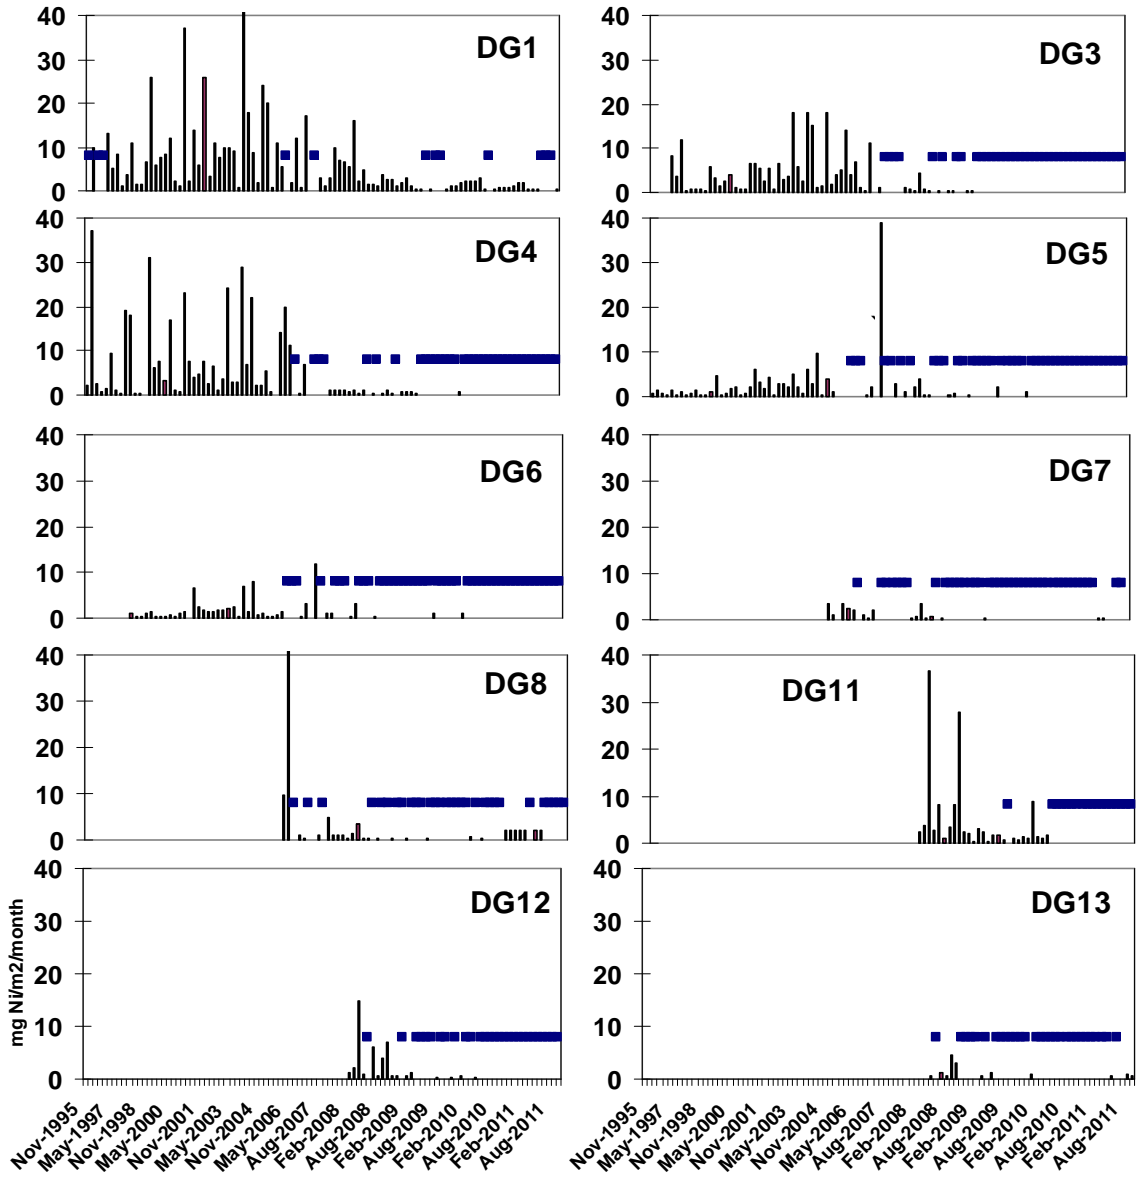 40
30
20
10
0
DG1
40
30
20
10
0
DG3
40
30
20
10
0
DG4
40
30
20
10
0
DG5
40
30
20
10
0
DG6
40
30
20
10
0
DG7
40
30
20
10
0
DG8
40
30
20
10
0
DG11
mg Ni/m2/month
40
30
20
10
0
DG12
40
30
20
10
0
DG13
Nov-1995
May-1997
Nov-1998
May-2000
Nov-2001
May-2003
Nov-2004
May-2006
Aug-2007
Feb-2008
Aug-2008
Feb-2009
Aug-2009
Feb-2010
Aug-2010
Feb-2011
Aug-2011
Nov-1995
May-1997
Nov-1998
May-2000
Nov-2001
May-2003
Nov-2004
May-2006
Aug-2007
Feb-2008
Aug-2008
Feb-2009
Aug-2009
Feb-2010
Aug-2010
Feb-2011
Aug-2011